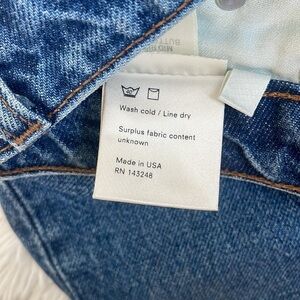 Wash cold / Line dry
Surplus fabric content
unknown
Made in USA
RN 143248